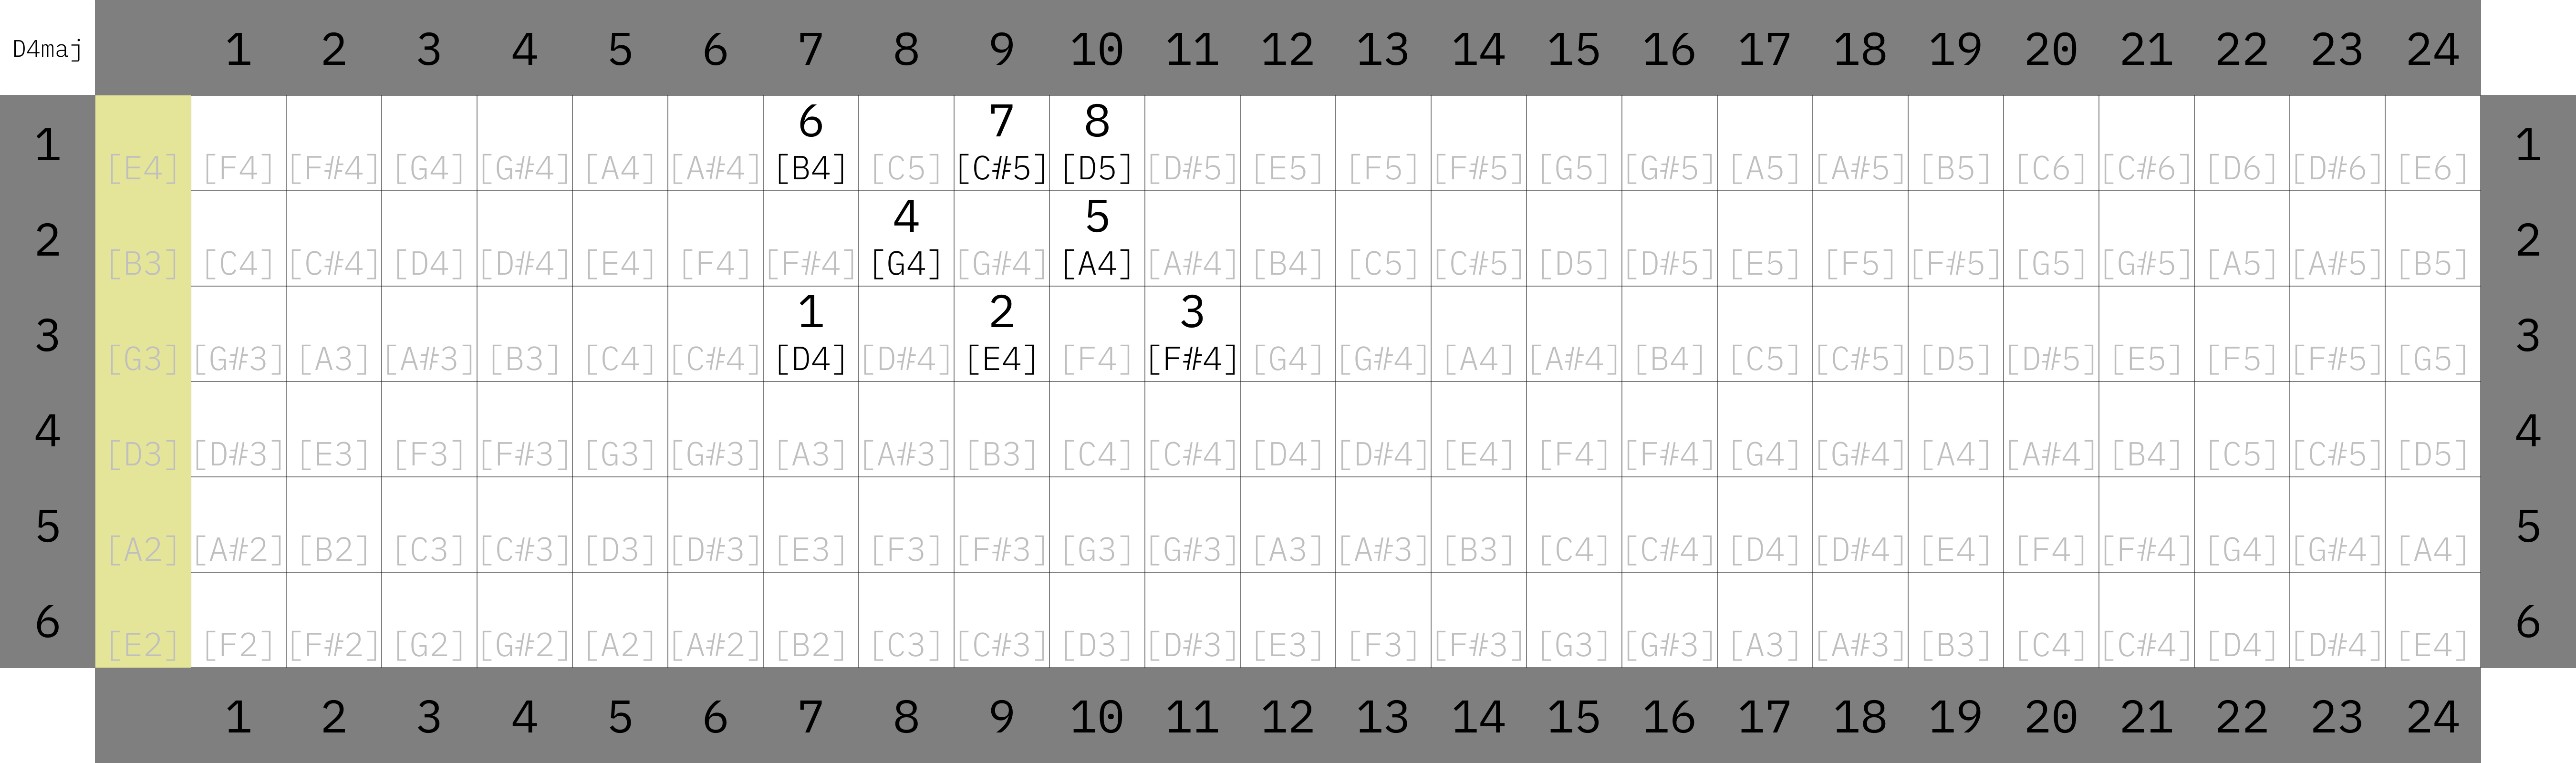 D4maj 1 2 3 4 5 6 7 8 9 10 11 12 13 14 15 16 17 18 19 20 21 22 23 24
6 7 8
1 [E4] [F4] [F#4] [G4] [G#4] [A4] [A#4] [B4] [C5] [C#5] [D5] [D#5] [E5] [F5] [F#5] [G5] [G#5] [A5] [A#5] [B5] [C6] [C#6] [D6] [D#6] [E6] 1
4 5
2 [B3] [C4] [C#4] [D4] [D#4] [E4] [F4] [F#4] [G4] [G#4] [A4] [A#4] [B4] [C5] [C#5] [D5] [D#5] [E5] [F5] [F#5] [G5] [G#5] [A5] [A#5] [B5] 2
1 2 3
3 [G3] [G#3] [A3] [A#3] [B3] [C4] [C#4] [D4] [D#4] [E4] [F4] [F#4] [G4] [G#4] [A4] [A#4] [B4] [C5] [C#5] [D5] [D#5] [E5] [F5] [F#5] [G5] 3
4 [D3] [D#3] [E3] [F3] [F#3] [G3] [G#3] [A3] [A#3] [B3] [C4] [C#4] [D4] [D#4] [E4] [F4] [F#4] [G4] [G#4] [A4] [A#4] [B4] [C5] [C#5] [D5] 4
5 [A2] [A#2] [B2] [C3] [C#3] [D3] [D#3] [E3] [F3] [F#3] [G3] [G#3] [A3] [A#3] [B3] [C4] [C#4] [D4] [D#4] [E4] [F4] [F#4] [G4] [G#4] [A4] 5
6 [E2] [F2] [F#2] [G2] [G#2] [A2] [A#2] [B2] [C3] [C#3] [D3] [D#3] [E3] [F3] [F#3] [G3] [G#3] [A3] [A#3] [B3] [C4] [C#4] [D4] [D#4] [E4] 6
1 2 3 4 5 6 7 8 9 10 11 12 13 14 15 16 17 18 19 20 21 22 23 24